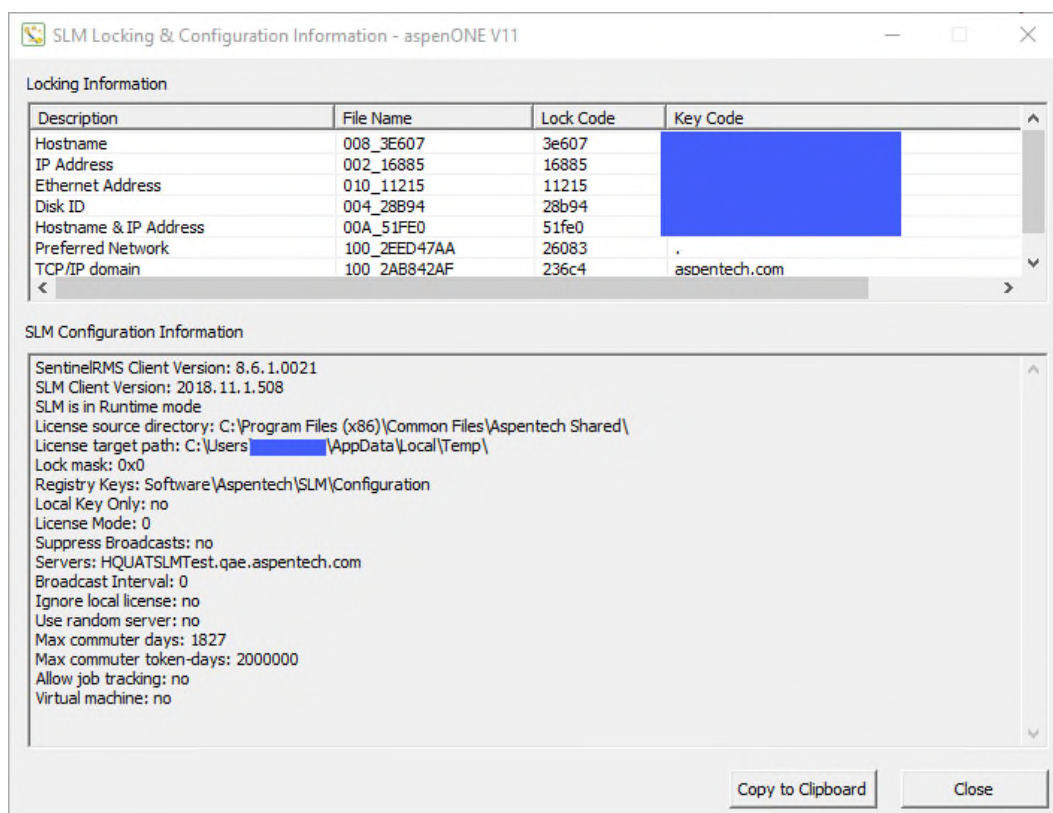 SLM Locking & Configuration Information - aspenONE V11
Locking Information
Description File Name Lock Code Key Code
Hostname 008_3E607 3e607
IP Address 002_16885 16885
Ethernet Address 010_11215 11215
Disk ID 004_28B94 28b94
Hostname & IP Address 00A_51FE0 51fe0
Preferred Network 100_2EED47AA 26083 .
TCP/IP domain 100_2AB842AF 236c4 aspentech.com
SLM Configuration Information
SentinelRMS Client Version: 8.6.1.0021
SLM Client Version: 2018.11.1.508
SLM is in Runtime mode
License source directory: C:\Program Files (x86)\Common Files\Aspentech Shared\
License target path: C:\Users\ \AppData\Local\Temp\
Lock mask: 0x0
Registry Keys: Software\Aspentech\SLM\Configuration
Local Key Only: no
License Mode: 0
Suppress Broadcasts: no
Servers: HQUATSLMTest.qae.aspentech.com
Broadcast Interval: 0
Ignore local license: no
Use random server: no
Max commuter days: 1827
Max commuter token-days: 2000000
Allow job tracking: no
Virtual machine: no
Copy to Clipboard Close